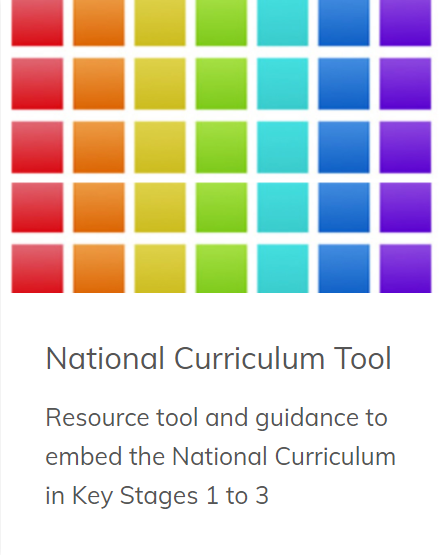 National Curriculum Tool
Resource tool and guidance to
embed the National Curriculum
in Key Stages 1 to 3